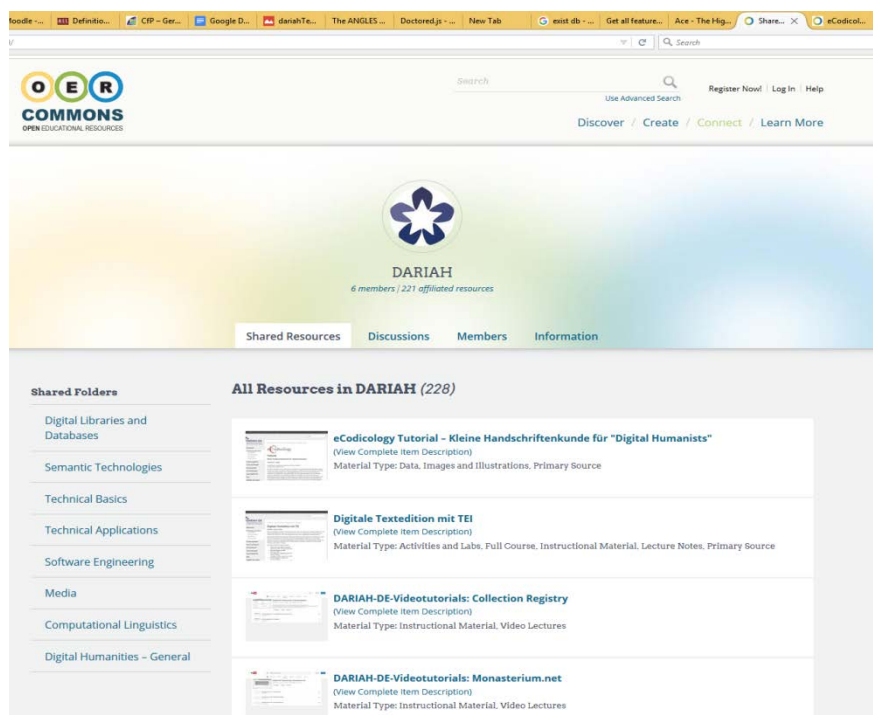 Moodle -...
Definitio...
CfP – Ger...
Google D...
dariahTe...
The ANGLES ...
Doctored.js - ...
New Tab
exist db - ...
Get all feature...
Ace - The Hig...
Share...
eCodicol...
Search
OER
COMMONS
OPEN EDUCATIONAL RESOURCES
Search
Use Advanced Search
Register Now! Log In Help
Discover / Create / Connect / Learn More
DARIAH
6 members | 221 affiliated resources
Shared Resources Discussions Members Information
Shared Folders
Digital Libraries and
Databases
Semantic Technologies
Technical Basics
Technical Applications
Software Engineering
Media
Computational Linguistics
Digital Humanities – General
All Resources in DARIAH (228)
eCodicology Tutorial – Kleine Handschriftenkunde für "Digital Humanists"
(View Complete Item Description)
Material Type: Data, Images and Illustrations, Primary Source
Digitale Textedition mit TEI
(View Complete Item Description)
Material Type: Activities and Labs, Full Course, Instructional Material, Lecture Notes, Primary Source
DARIAH-DE-Videotutorials: Collection Registry
(View Complete Item Description)
Material Type: Instructional Material, Video Lectures
DARIAH-DE-Videotutorials: Monasterium.net
(View Complete Item Description)
Material Type: Instructional Material, Video Lectures